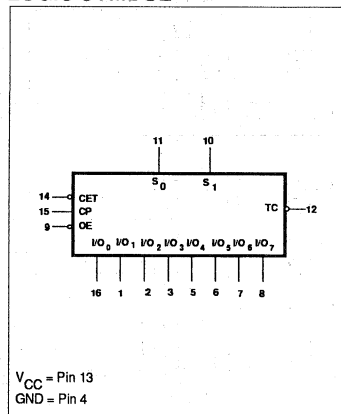 11 10
S0 S1
14 CET
15 CP
9 OE
TC 12
I/O0 I/O1 I/O2 I/O3 I/O4 I/O5 I/O6 I/O7
16 1 2 3 5 6 7 8
VCC = Pin 13
GND = Pin 4